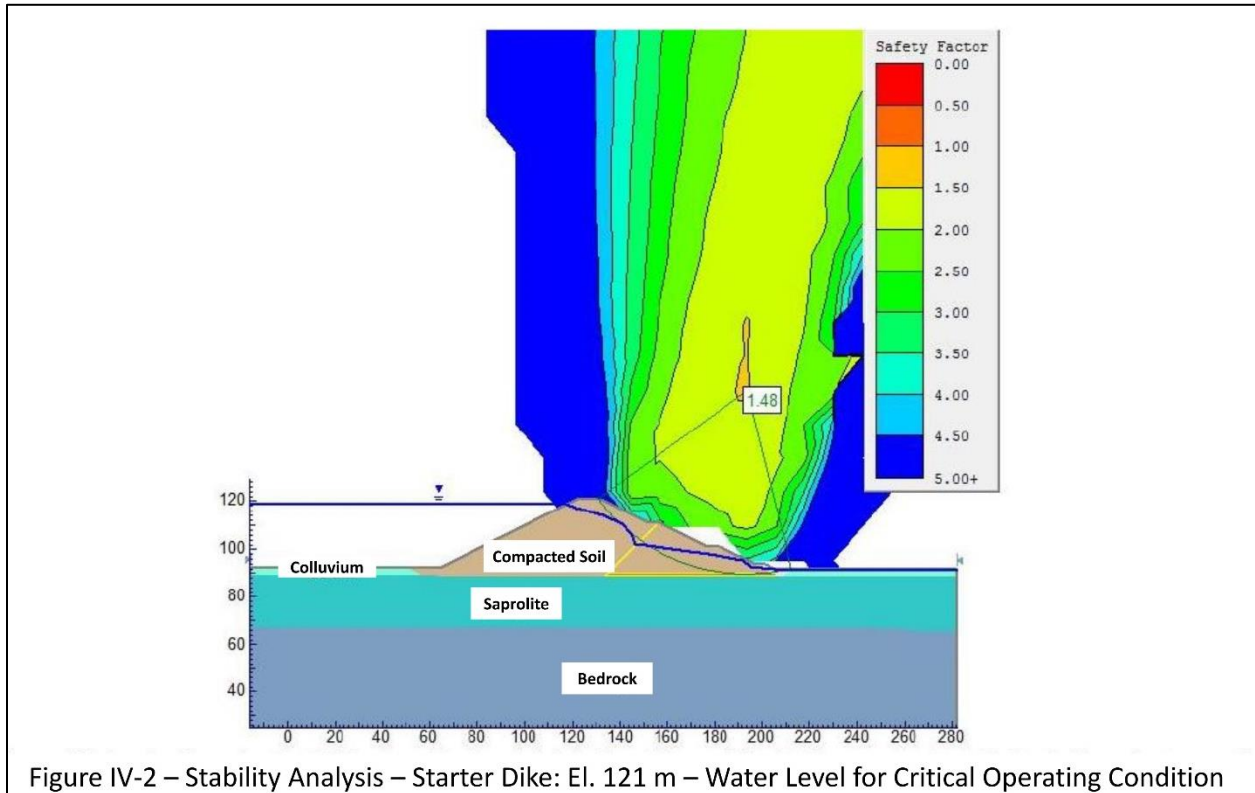 Safety Factor
0.00
0.50
1.00
1.50
2.00
2.50
3.00
3.50
4.00
4.50
5.00+
1.48
120
100
80
60
40
Colluvium
Compacted Soil
Saprolite
Bedrock
0 20 40 60 80 100 120 140 160 180 200 220 240 260 280
Figure IV-2 – Stability Analysis – Starter Dike: El. 121 m – Water Level for Critical Operating Condition